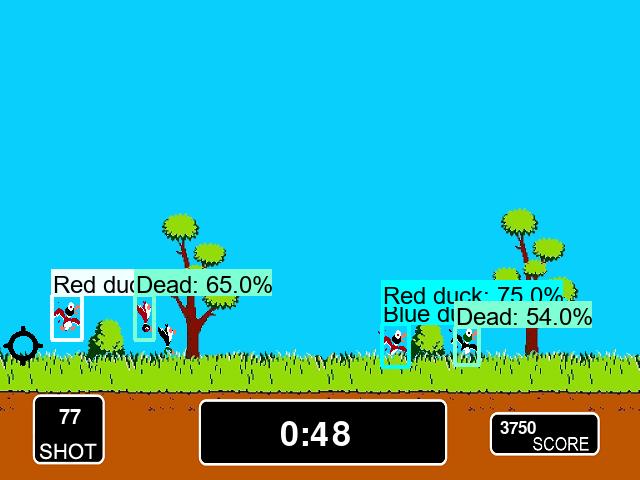 Red duc
Dead: 65.0%
Red duck: 75.0%
Blue du
Dead: 54.0%
77
SHOT
0:48
3750
SCORE